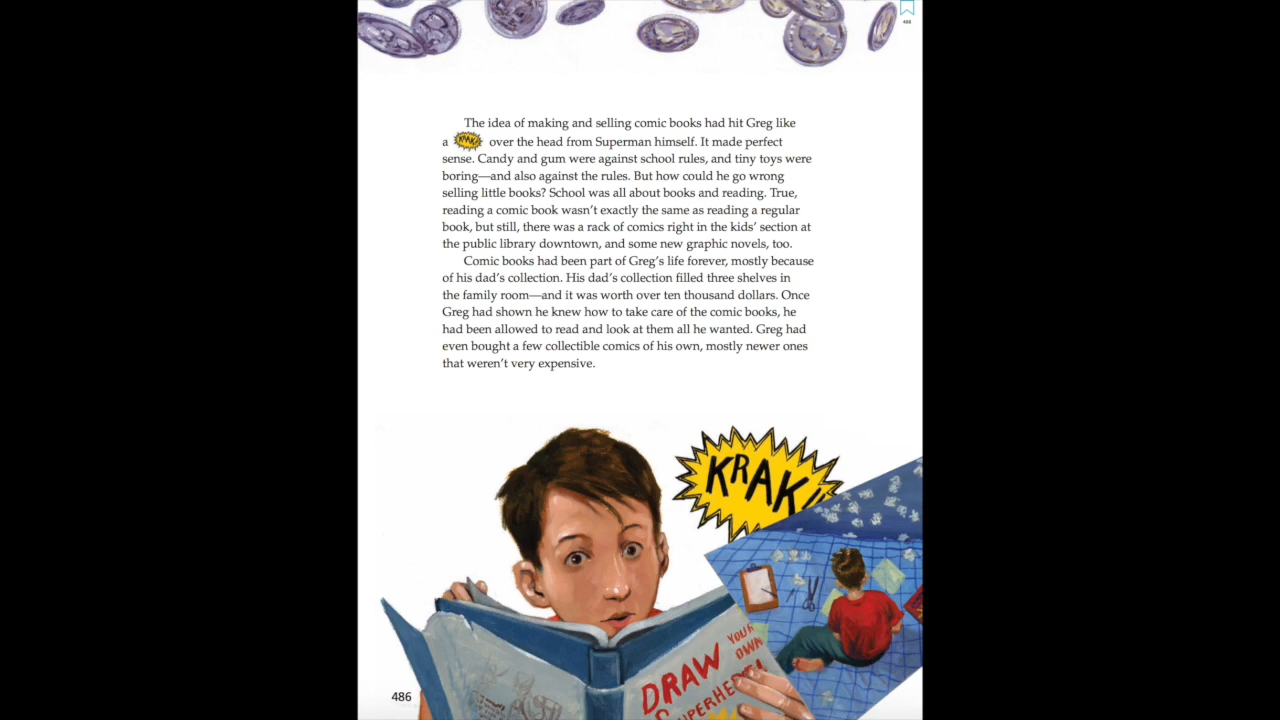 488
The idea of making and selling comic books had hit Greg like
a KRAK! over the head from Superman himself. It made perfect
sense. Candy and gum were against school rules, and tiny toys were
boring—and also against the rules. But how could he go wrong
selling little books? School was all about books and reading. True,
reading a comic book wasn’t exactly the same as reading a regular
book, but still, there was a rack of comics right in the kids’ section at
the public library downtown, and some new graphic novels, too.
Comic books had been part of Greg’s life forever, mostly because
of his dad’s collection. His dad’s collection filled three shelves in
the family room—and it was worth over ten thousand dollars. Once
Greg had shown he knew how to take care of the comic books, he
had been allowed to read and look at them all he wanted. Greg had
even bought a few collectible comics of his own, mostly newer ones
that weren’t very expensive.
KRAK!!
DRAW YOUR
OWN
486